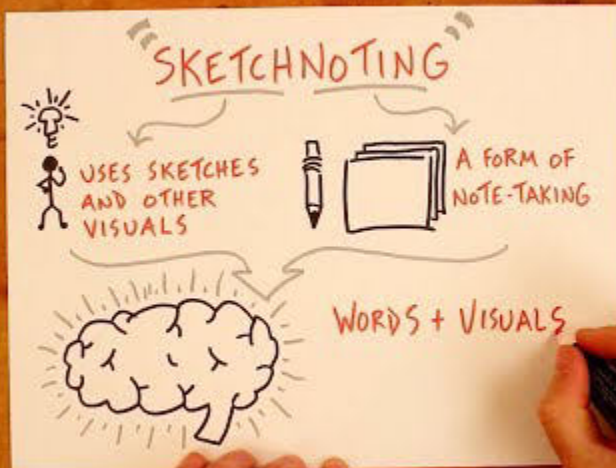 "SKETCHNOTING"
USES SKETCHES
AND OTHER
VISUALS
A FORM OF
NOTE-TAKING
WORDS + VISUALS